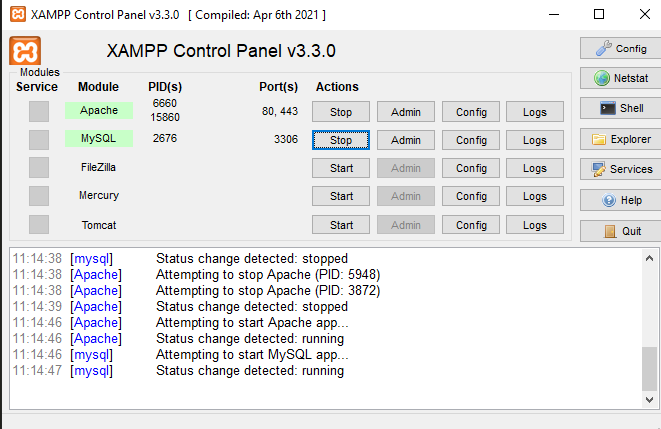 XAMPP Control Panel v3.3.0 [ Compiled: Apr 6th 2021 ]
XAMPP Control Panel v3.3.0
Modules
Service Module PID(s) Port(s) Actions
Apache 6660 15860 80, 443 Stop Admin Config Logs
MySQL 2676 3306 Stop Admin Config Logs
FileZilla Start Admin Config Logs
Mercury Start Admin Config Logs
Tomcat Start Admin Config Logs
Config
Netstat
Shell
Explorer
Services
Help
Quit
11:14:38 [mysql] Status change detected: stopped
11:14:38 [Apache] Attempting to stop Apache (PID: 5948)
11:14:38 [Apache] Attempting to stop Apache (PID: 3872)
11:14:39 [Apache] Status change detected: stopped
11:14:46 [Apache] Attempting to start Apache app...
11:14:46 [Apache] Status change detected: running
11:14:46 [mysql] Attempting to start MySQL app...
11:14:47 [mysql] Status change detected: running